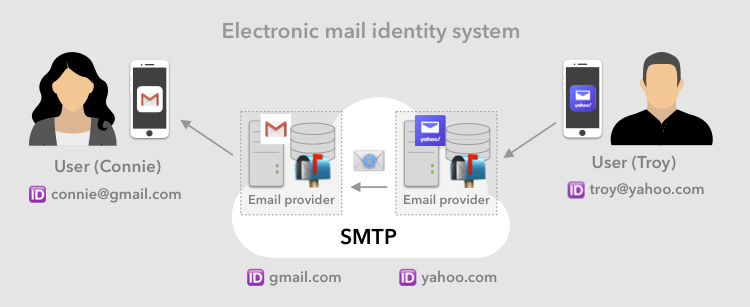 Electronic mail identity system
User (Connie)
ID connie@gmail.com
yahoo!
Email provider
yahoo!
Email provider
SMTP
ID gmail.com
ID yahoo.com
User (Troy)
ID troy@yahoo.com